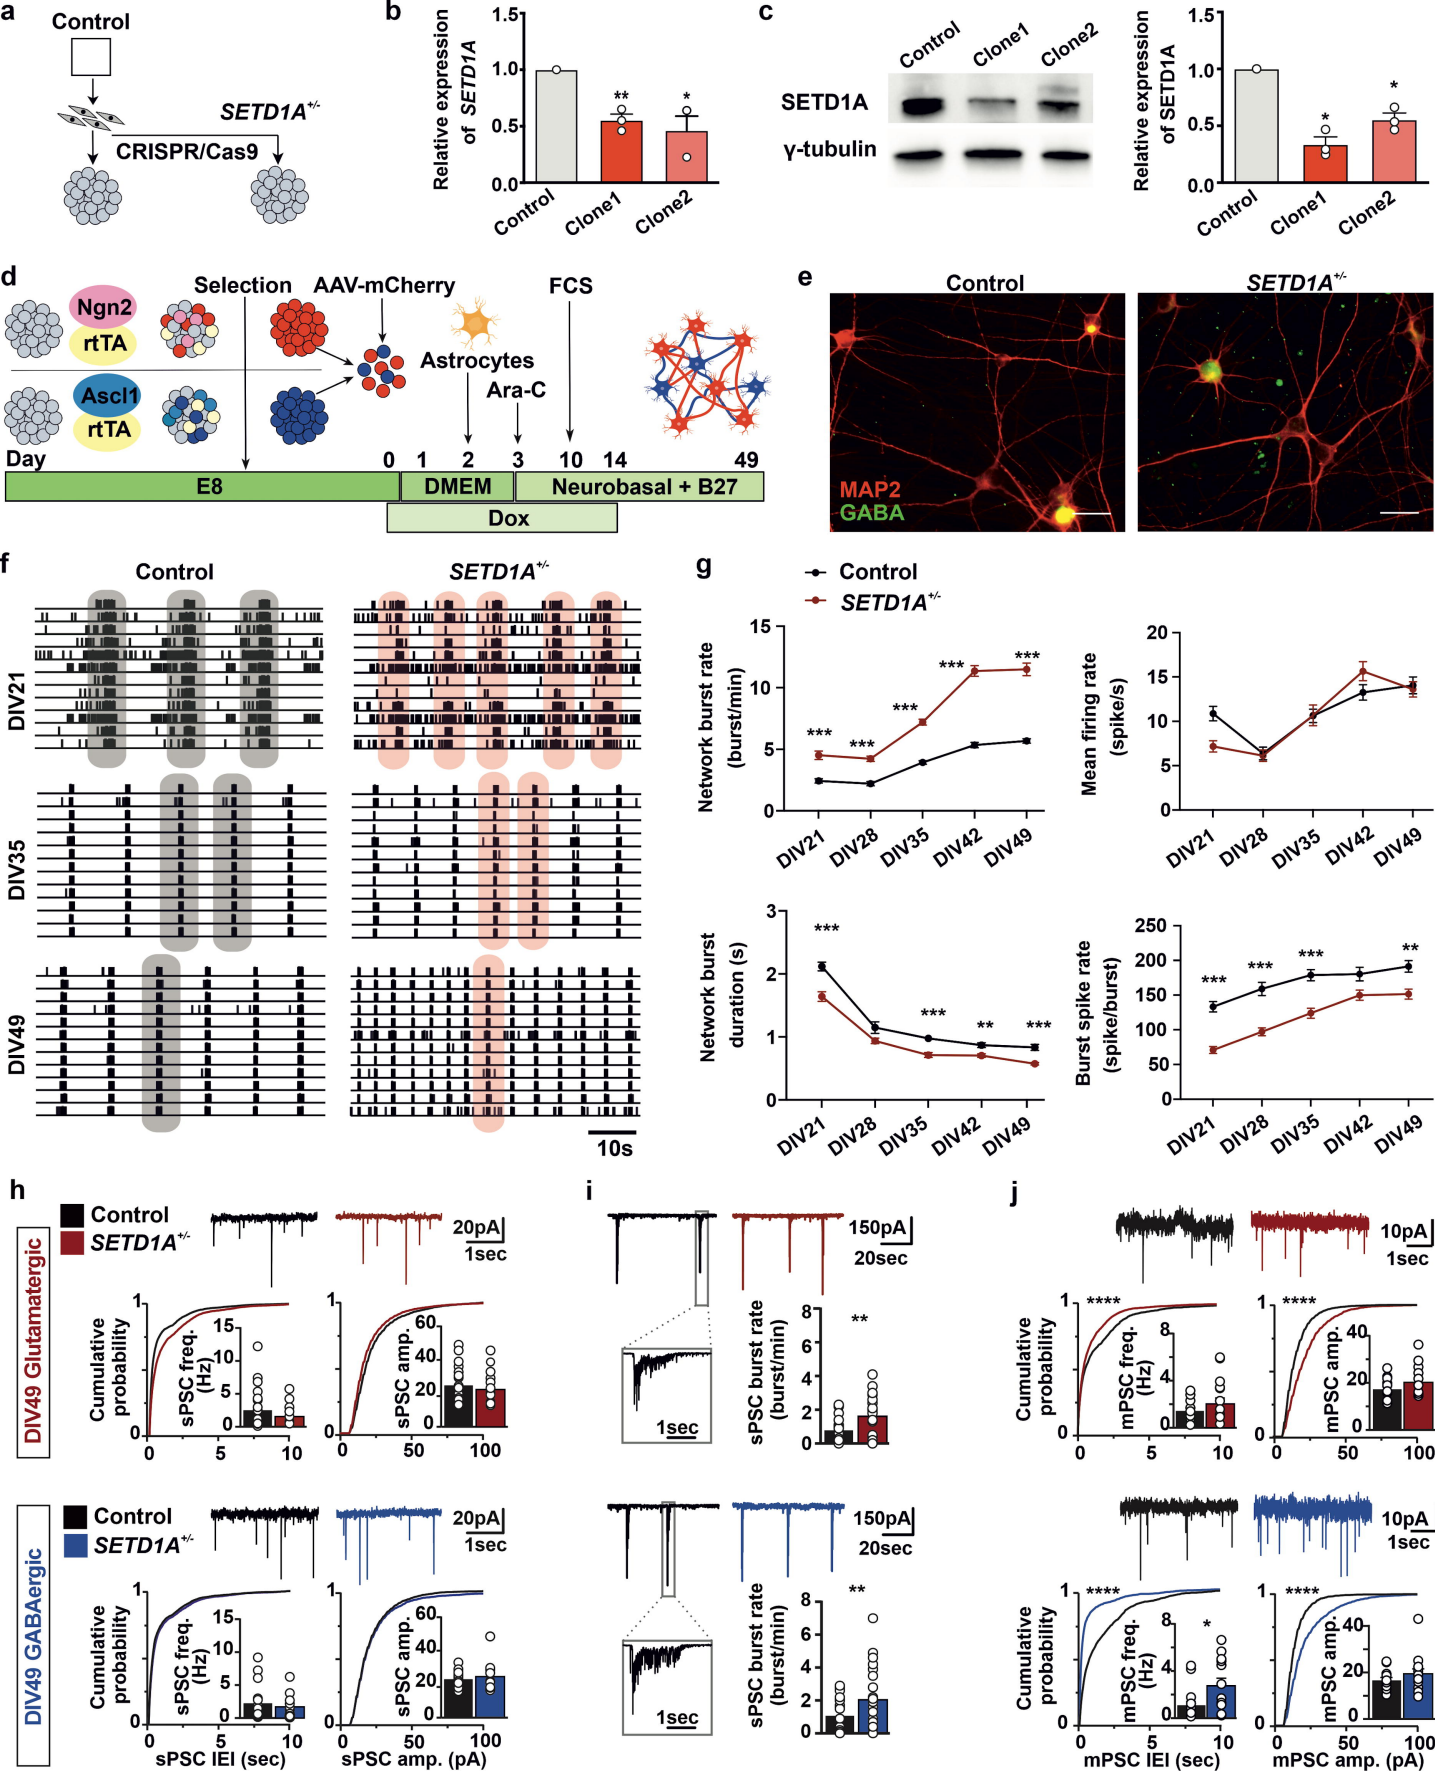 a
Control
SETD1A+/-
CRISPR/Cas9
b
Relative expression
of SETD1A
1.5
1.0
0.5
0.0
**
*
Control
Clone1
Clone2
c
Control
Clone1
Clone2
SETD1A
γ-tubulin
Relative expression
of SETD1A
1.5
1.0
0.5
0.0
*
*
Control
Clone1
Clone2
d
Selection
AAV-mCherry
FCS
Ngn2
rtTA
Astrocytes
Ara-C
Ascl1
rtTA
Day
0
1
2
3
10
14
49
E8
DMEM
Neurobasal + B27
Dox
e
Control
SETD1A+/-
MAP2
GABA
f
Control
SETD1A+/-
DIV21
DIV35
DIV49
10s
g
Control
SETD1A+/-
Network burst rate
(burst/min)
15
10
5
0
***
***
***
***
***
DIV21
DIV28
DIV35
DIV42
DIV49
Mean firing rate
(spike/s)
20
15
10
5
0
DIV21
DIV28
DIV35
DIV42
DIV49
Network burst
duration (s)
3
2
1
0
***
***
**
***
DIV21
DIV28
DIV35
DIV42
DIV49
Burst spike rate
(spike/burst)
250
200
150
100
50
0
***
***
***
**
DIV21
DIV28
DIV35
DIV42
DIV49
h
DIV49 Glutamatergic
Control
SETD1A+/-
20pA
1sec
Cumulative
probability
1
0
0
5
10
sPSC freq.
(Hz)
15
10
5
0
1
0
0
50
100
sPSC amp.
60
40
20
0
DIV49 GABAergic
Control
SETD1A+/-
20pA
1sec
Cumulative
probability
1
0
0
5
10
sPSC IEI (sec)
sPSC freq.
(Hz)
15
10
5
0
1
0
0
50
100
sPSC amp. (pA)
sPSC amp.
60
40
20
0
i
150pA
20sec
1sec
sPSC burst rate
(burst/min)
8
6
4
2
0
**
150pA
20sec
1sec
sPSC burst rate
(burst/min)
8
6
4
2
0
**
j
10pA
1sec
Cumulative
probability
1
0
****
0
5
10
mPSC freq.
(Hz)
8
4
0
1
0
****
0
50
100
mPSC amp.
40
20
0
10pA
1sec
Cumulative
probability
1
0
****
0
5
10
mPSC IEI (sec)
mPSC freq.
(Hz)
8
4
0
*
1
0
****
0
50
100
mPSC amp. (pA)
mPSC amp.
40
20
0